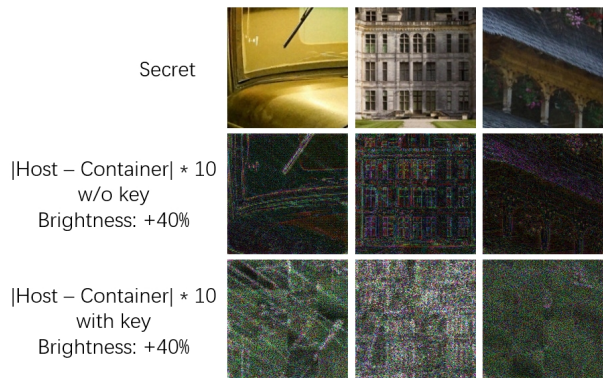 Secret
|Host – Container| * 10
w/o key
Brightness: +40%
|Host – Container| * 10
with key
Brightness: +40%